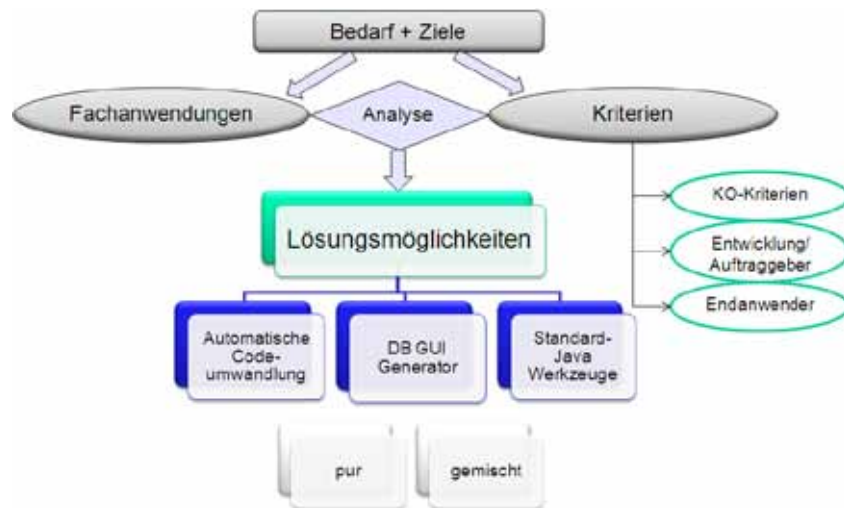 Bedarf + Ziele
Fachanwendungen
Analyse
Kriterien
KO-Kriterien
Entwicklung/
Auftraggeber
Endanwender
Lösungsmöglichkeiten
Automatische
Code-
umwandlung
DB GUI
Generator
Standard-
Java
Werkzeuge
pur
gemischt